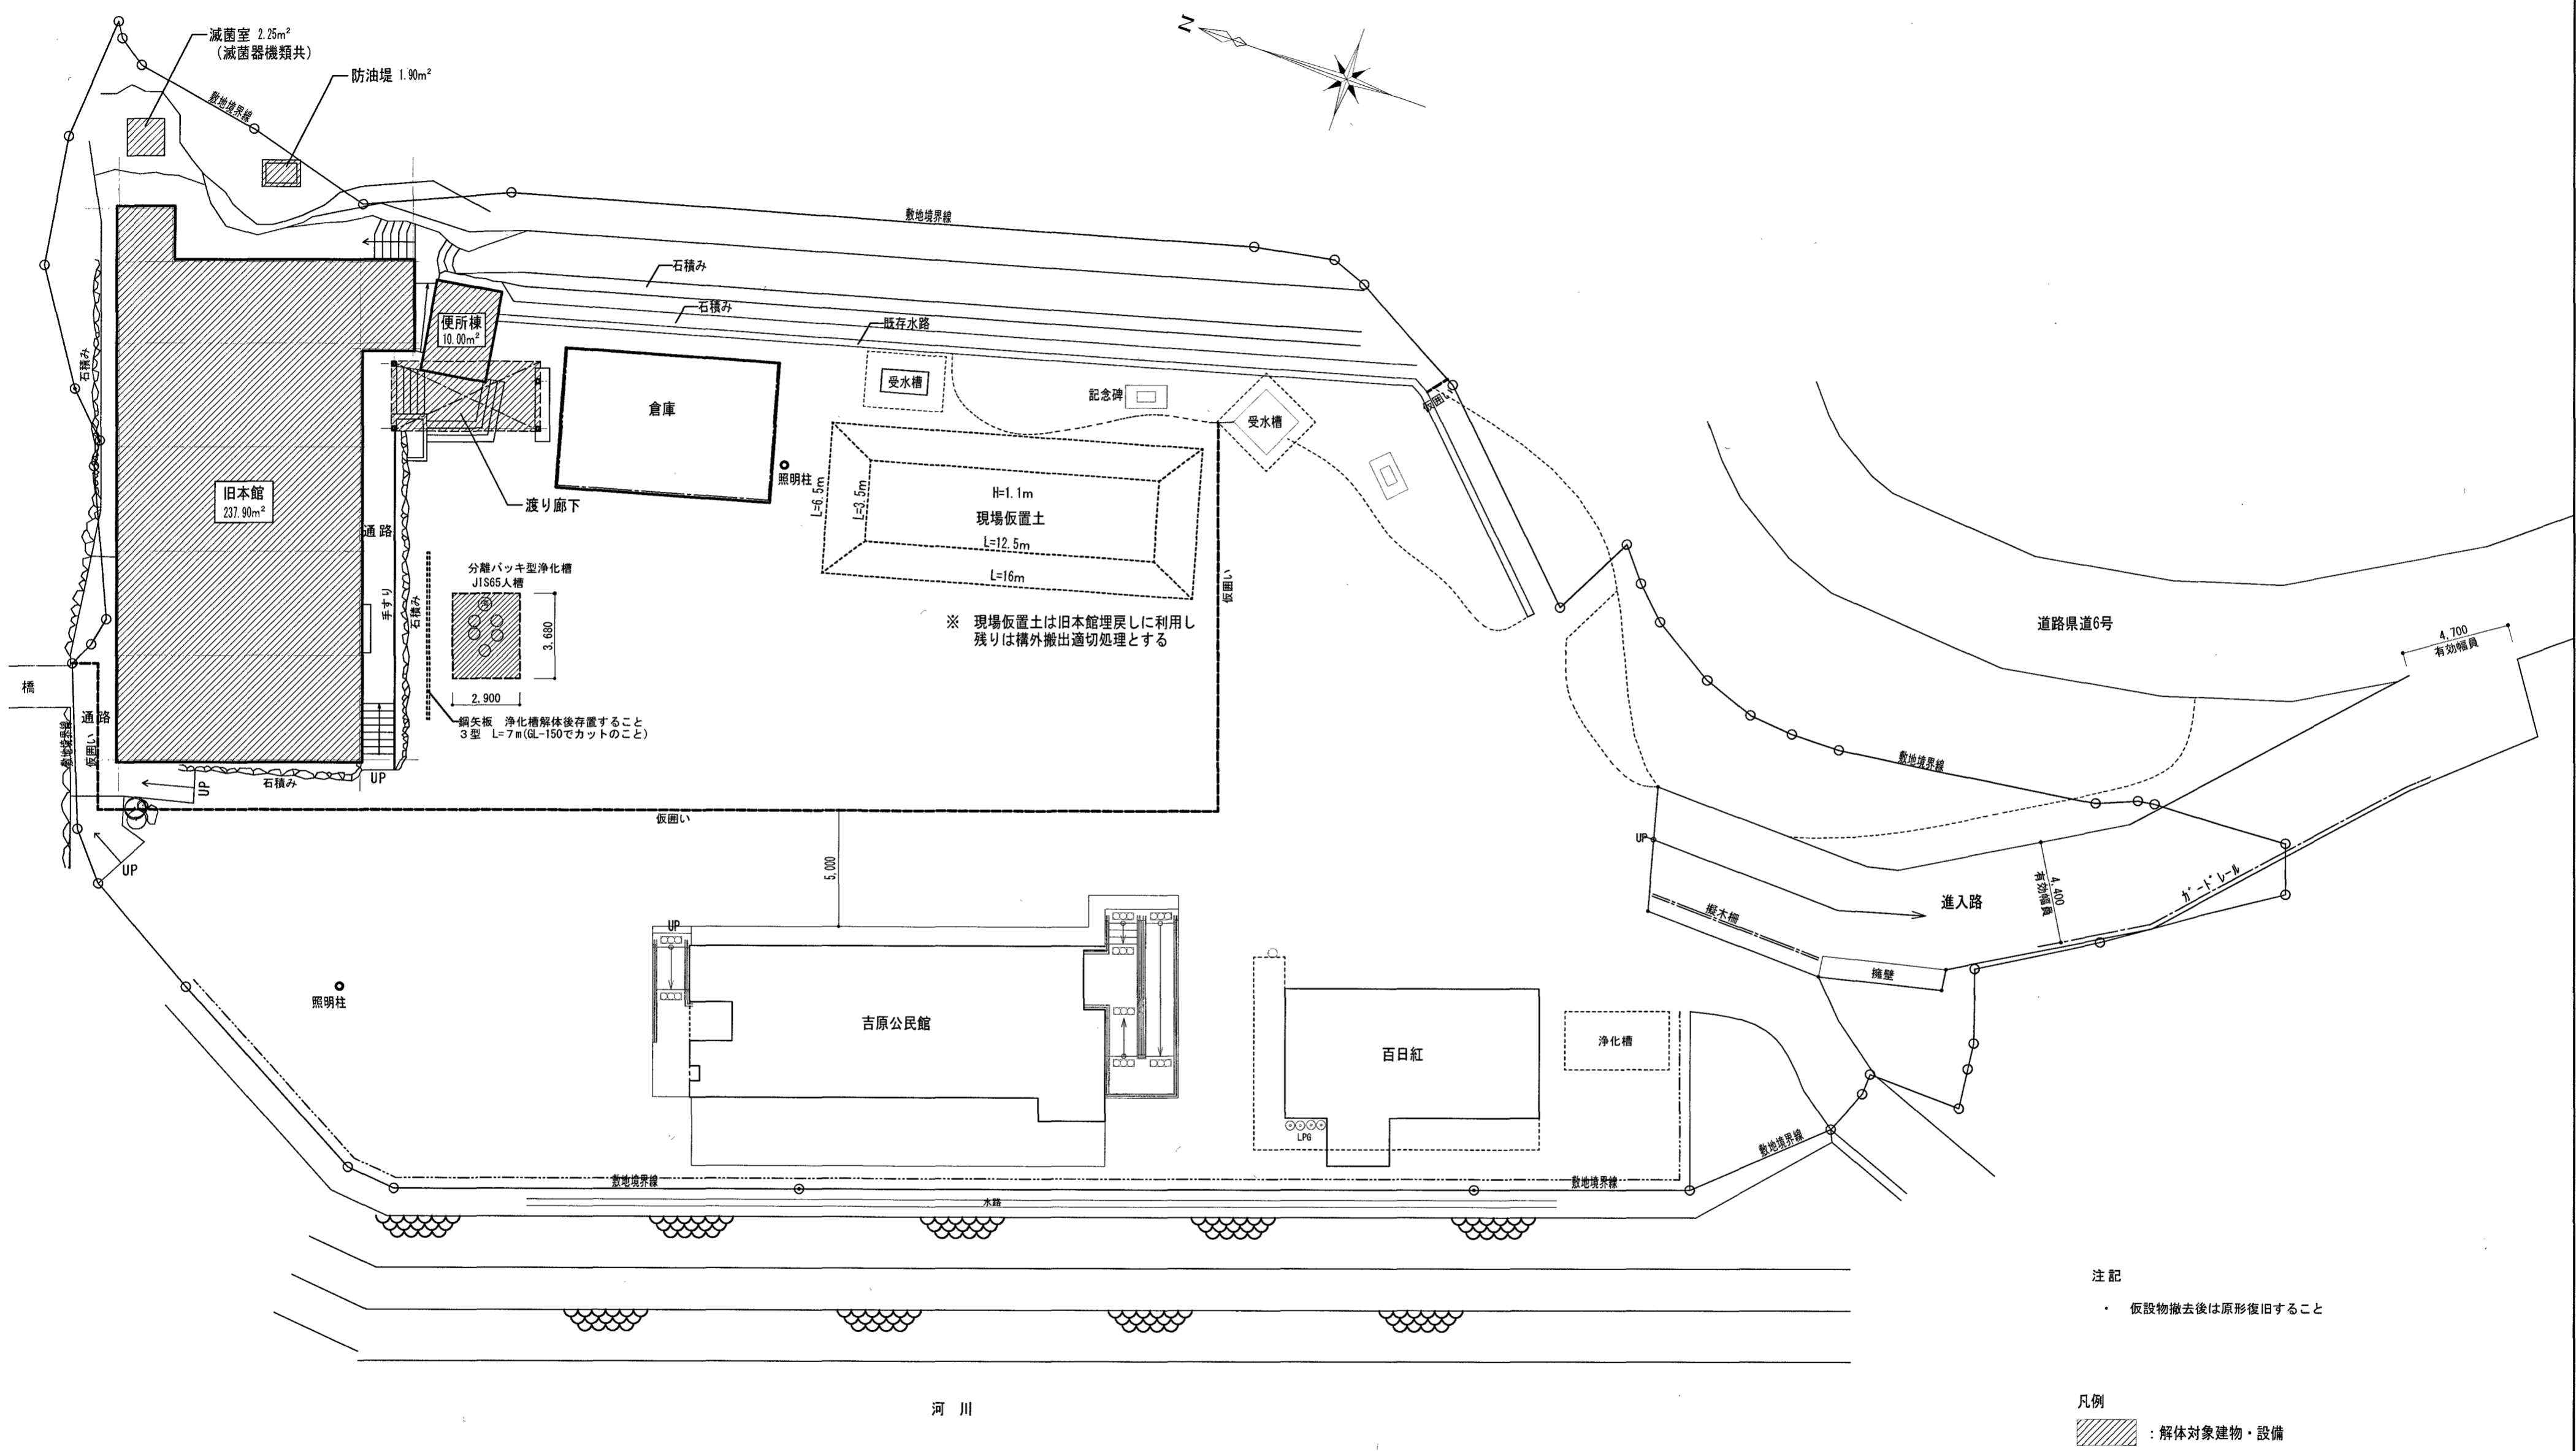 N
滅菌室 2.25m²
(滅菌器機類共)
防油堤 1.90m²
敷地境界線
敷地境界線
石積み
石積み
既存水路
便所棟
10.00m²
倉庫
受水槽
記念碑
受水槽
仮囲い
照明柱
石積み
旧本館
237.90m²
渡り廊下
通路
手すり
石積み
L=6.5m
L=3.5m
H=1.1m
現場仮置土
L=12.5m
L=16m
仮囲い
※ 現場仮置土は旧本館埋戻しに利用し
残りは構外搬出適切処理とする
分離バッキ型浄化槽
JIS65人槽
3,680
2,900
鋼矢板 浄化槽解体後存置すること
3型 L=7m(GL-150でカットのこと)
道路県道6号
4,700
有効幅員
橋
通路
敷地境界線
仮囲い
石積み
UP
UP
UP
仮囲い
5,000
敷地境界線
UP
進入路
4,400
有効幅員
ガードレール
擬木柵
擁壁
UP
照明柱
吉原公民館
百日紅
浄化槽
LPG
敷地境界線
敷地境界線
敷地境界線
水路
河川
注記
・ 仮設物撤去後は原形復旧すること
凡例
：解体対象建物・設備